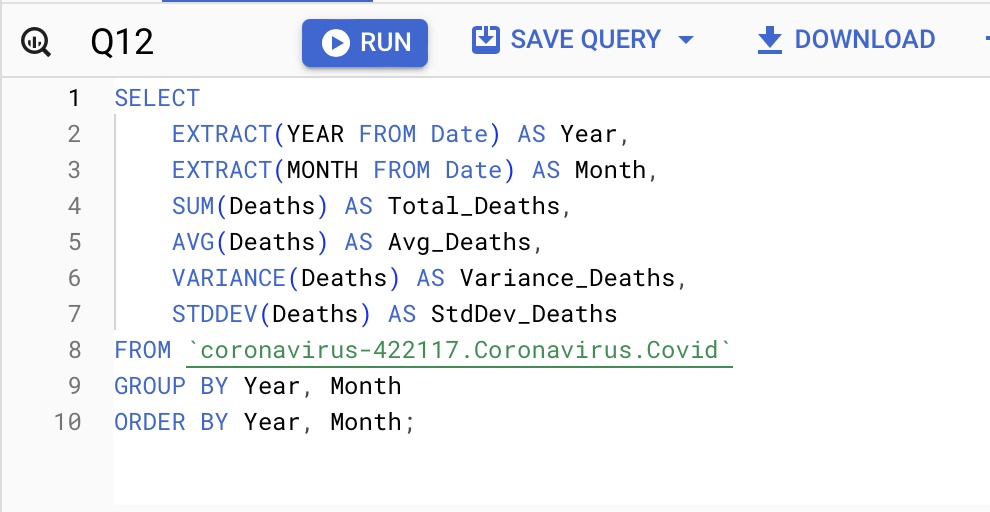 Q12 RUN SAVE QUERY DOWNLOAD
1 SELECT
2 EXTRACT(YEAR FROM Date) AS Year,
3 EXTRACT(MONTH FROM Date) AS Month,
4 SUM(Deaths) AS Total_Deaths,
5 AVG(Deaths) AS Avg_Deaths,
6 VARIANCE(Deaths) AS Variance_Deaths,
7 STDDEV(Deaths) AS StdDev_Deaths
8 FROM `coronavirus-422117.Coronavirus.Covid`
9 GROUP BY Year, Month
10 ORDER BY Year, Month;